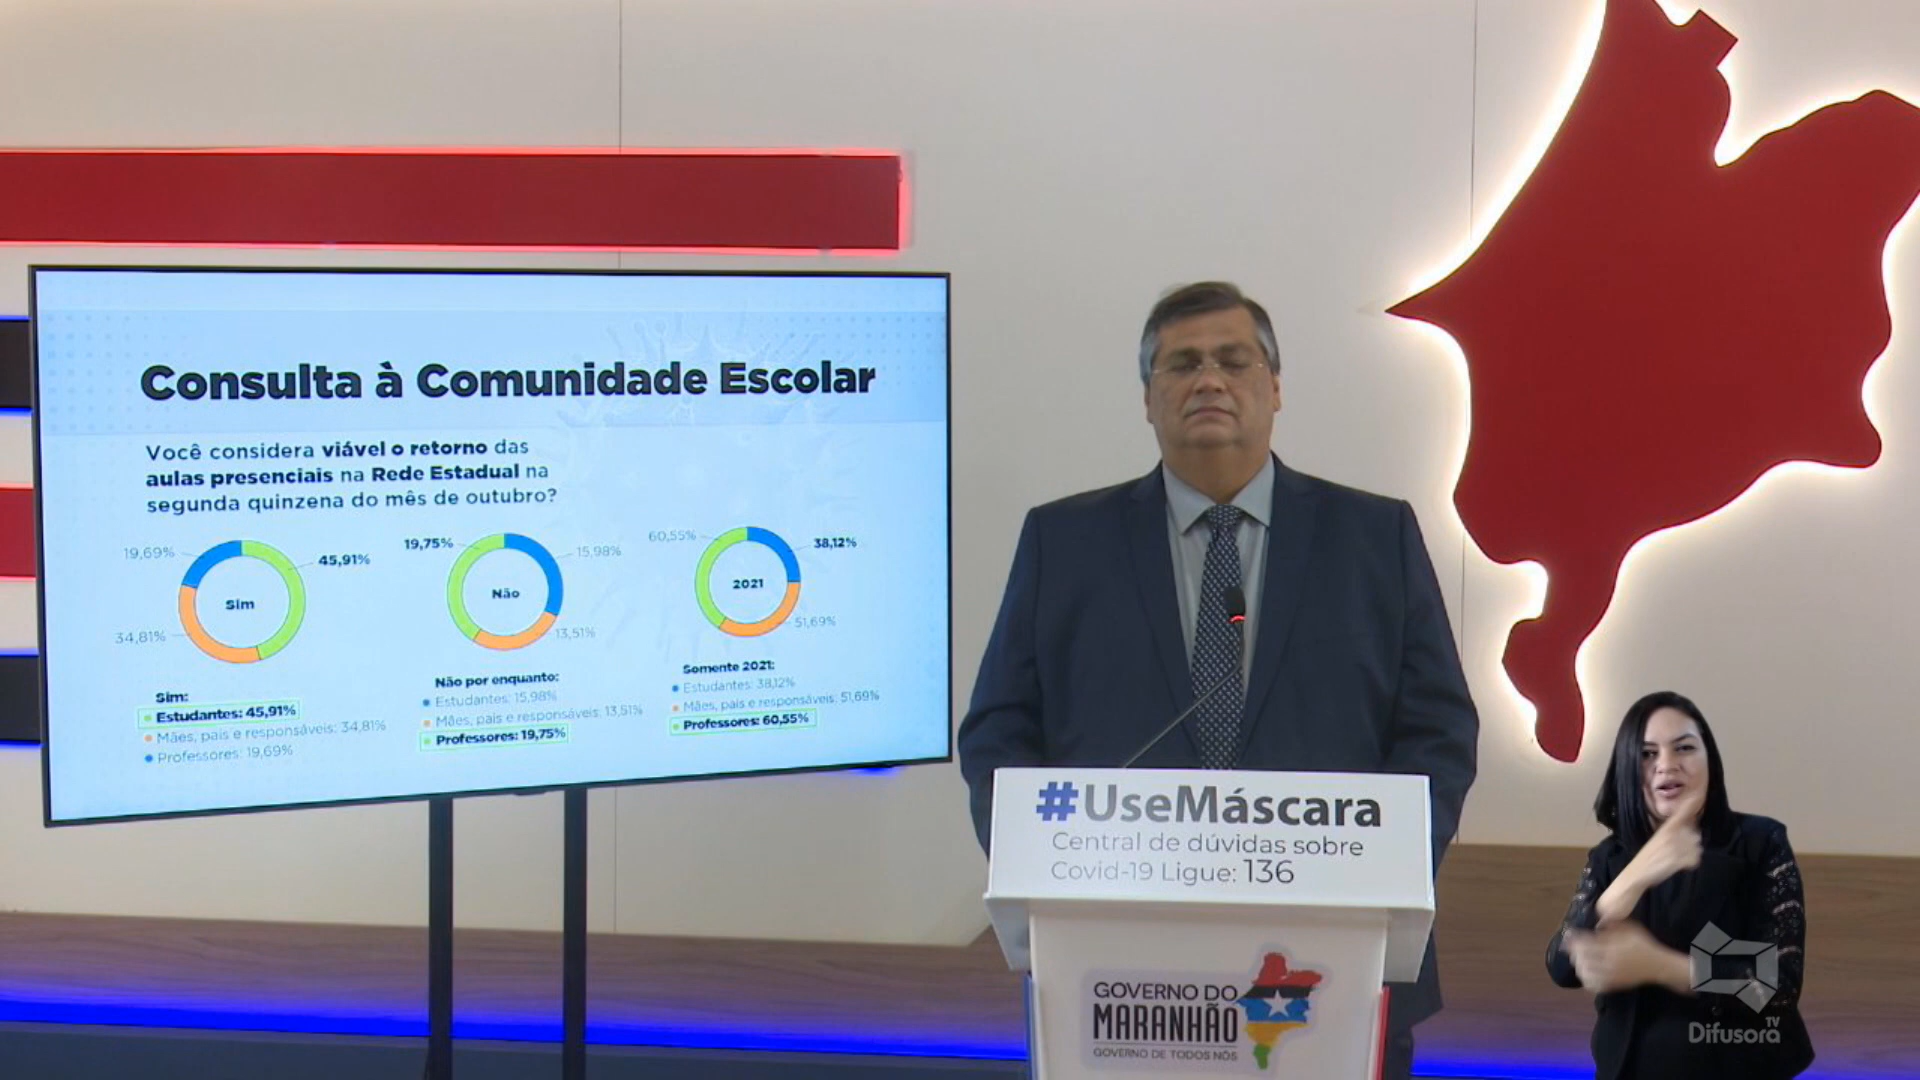 Consulta à Comunidade Escolar
Você considera viável o retorno das
aulas presenciais na Rede Estadual na
segunda quinzena do mês de outubro?
19,69%
45,91%
34,81%
Sim
19,75%
15,98%
13,51%
Não
60,55%
38,12%
51,69%
2021
Sim:
Estudantes: 45,91%
Mães, pais e responsáveis: 34,81%
Professores: 19,69%
Não por enquanto:
Estudantes: 15,98%
Mães, pais e responsáveis: 13,51%
Professores: 19,75%
Somente 2021:
Estudantes: 38,12%
Mães, pais e responsáveis: 51,69%
Professores: 60,55%
#UseMáscara
Central de dúvidas sobre
Covid-19 Ligue: 136
GOVERNO DO
MARANHÃO
GOVERNO DE TODOS NÓS
TV
Difusora